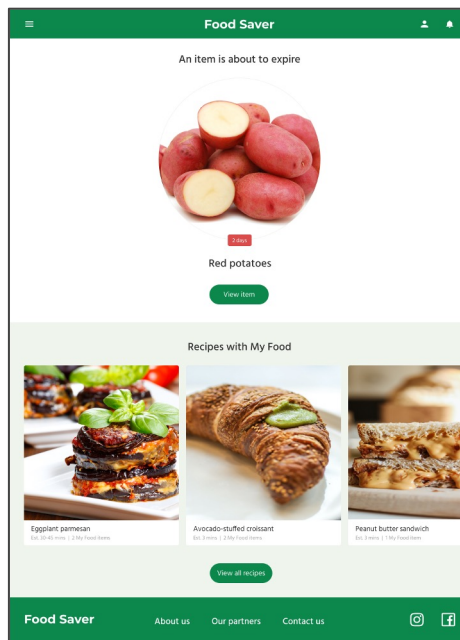 Food Saver
An item is about to expire
2 days
Red potatoes
View item
Recipes with My Food
Eggplant parmesan
Est. 20-45 mins | 2 My Food items
Avocado-stuffed croissant
Est. 5 mins | 2 My Food items
Peanut butter sandwich
Est. 3 mins | 1 My Food item
View all recipes
Food Saver
About us
Our partners
Contact us